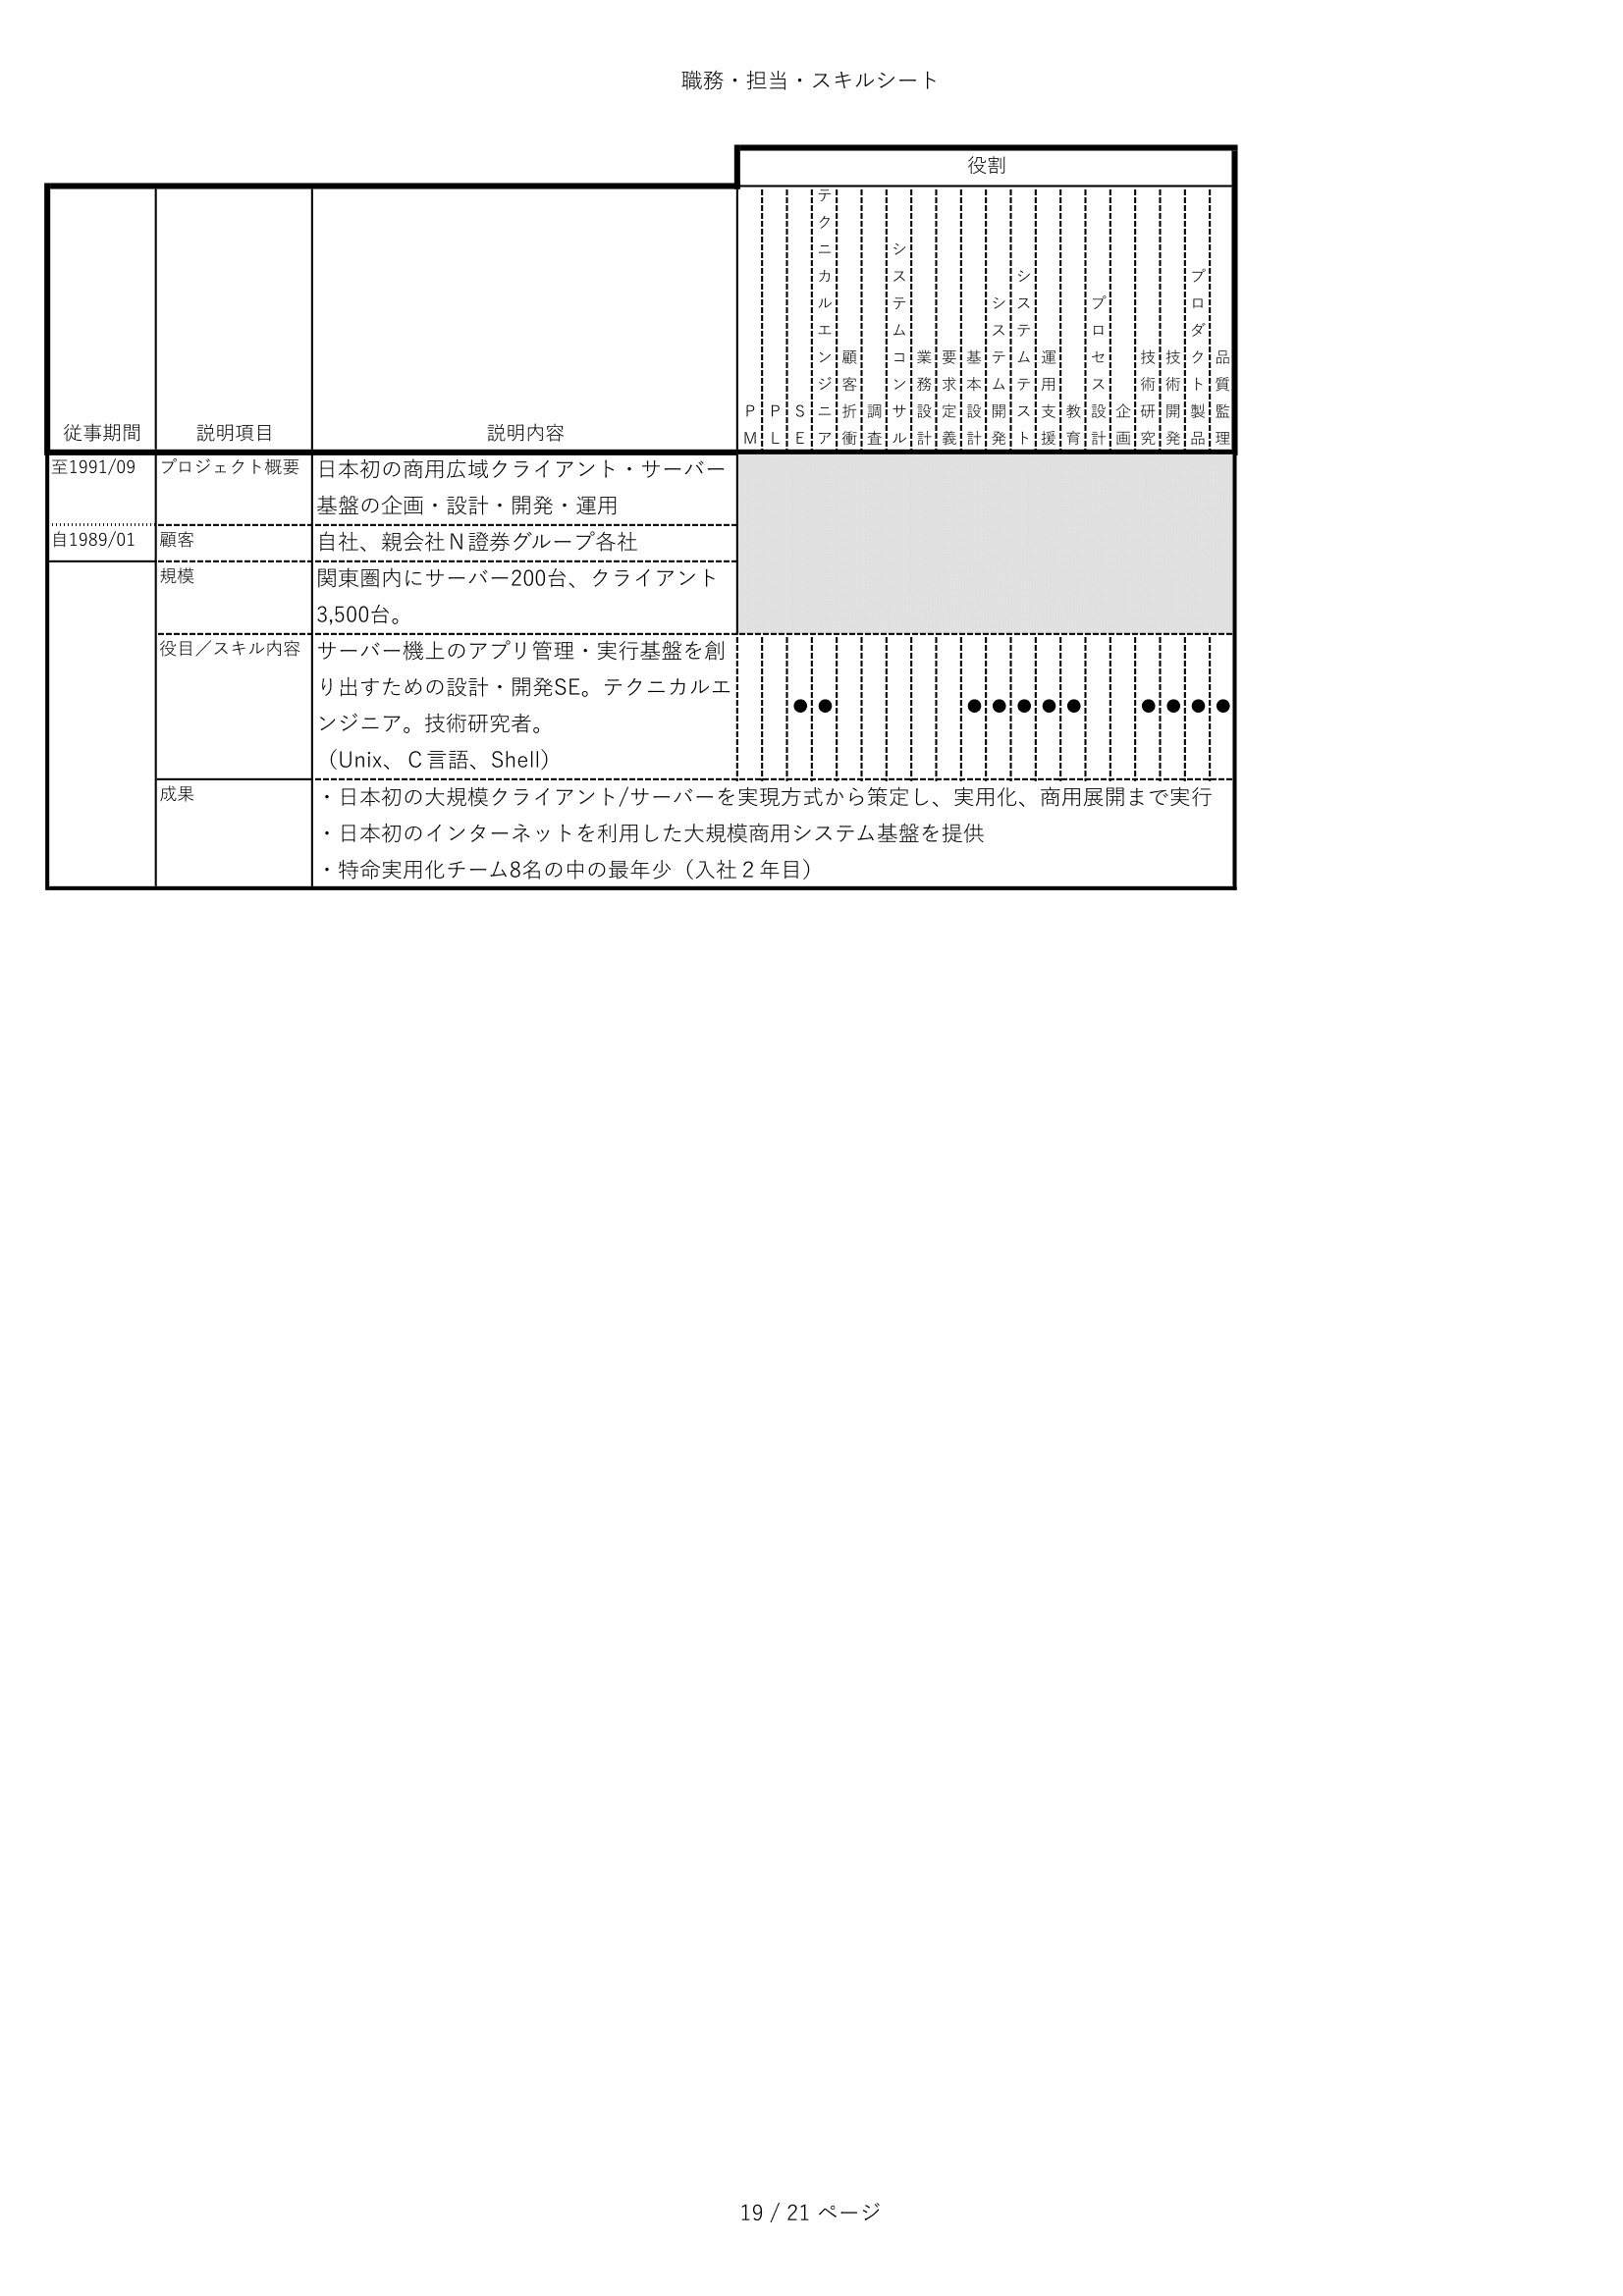 職務・担当・スキルシート
役割
従事期間
説明項目
説明内容
PM
PL
SE
テクニカルエンジニア
顧客折衝
調査
システムコンサル
業務設計
要求定義
基本設計
システム開発
システムテスト
運用支援
教育
プロセス設計
企画
技術研究
技術開発
プロダクト製品
品質監理
至1991/09
プロジェクト概要
日本初の商用広域クライアント・サーバー
基盤の企画・設計・開発・運用
自1989/01
顧客
自社、親会社Ｎ證券グループ各社
規模
関東圏内にサーバー200台、クライアント
3,500台。
役目／スキル内容
サーバー機上のアプリ管理・実行基盤を創
り出すための設計・開発SE。テクニカルエ
ンジニア。技術研究者。
（Unix、Ｃ言語、Shell）
● ● ● ● ● ● ● ● ● ● ●
成果
・日本初の大規模クライアント/サーバーを実現方式から策定し、実用化、商用展開まで実行
・日本初のインターネットを利用した大規模商用システム基盤を提供
・特命実用化チーム8名の中の最年少（入社２年目）
19 / 21 ページ